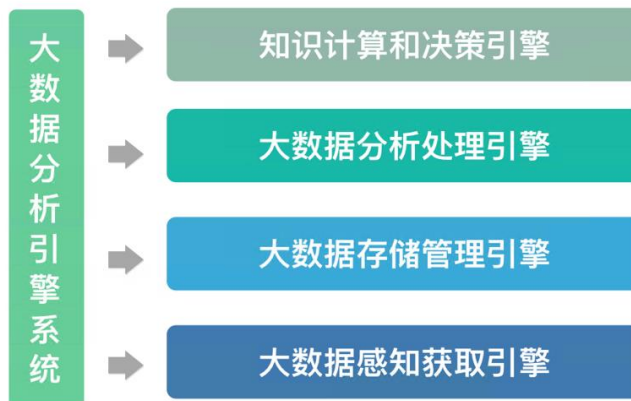 大数据分析引擎系统
知识计算和决策引擎
大数据分析处理引擎
大数据存储管理引擎
大数据感知获取引擎